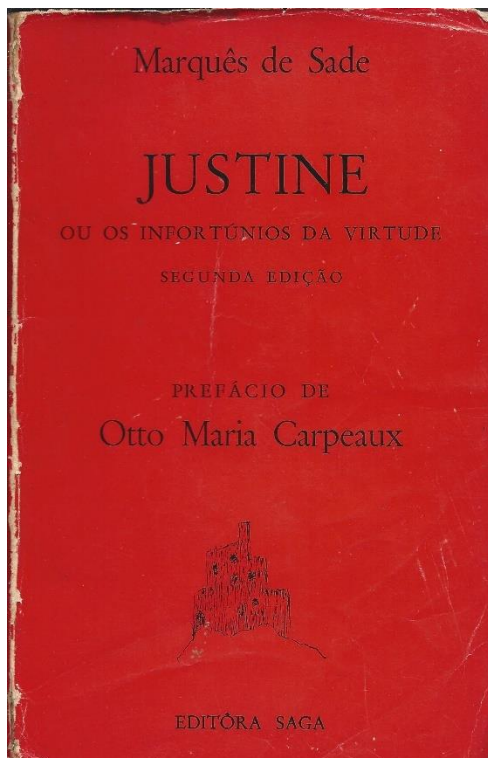 Marquês de Sade
JUSTINE
OU OS INFORTÚNIOS DA VIRTUDE
SEGUNDA EDIÇÃO
PREFÁCIO DE
Otto Maria Carpeaux
EDITÔRA SAGA